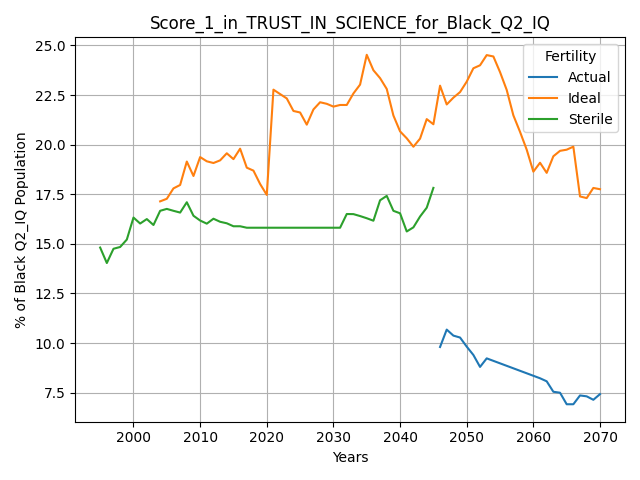 Score_1_in_TRUST_IN_SCIENCE_for_Black_Q2_IQ
% of Black Q2_IQ Population
25.0
22.5
20.0
17.5
15.0
12.5
10.0
7.5
Fertility
Actual
Ideal
Sterile
2000 2010 2020 2030 2040 2050 2060 2070
Years